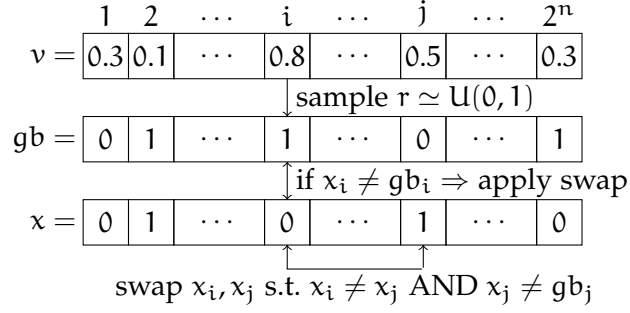 1 2 ⋯ i ⋯ j ⋯ 2ⁿ
v = 0.3 0.1 ⋯ 0.8 ⋯ 0.5 ⋯ 0.3
sample r ≃ U(0, 1)
gb = 0 1 ⋯ 1 ⋯ 0 ⋯ 1
if xᵢ ≠ gbᵢ ⇒ apply swap
x = 0 1 ⋯ 0 ⋯ 1 ⋯ 0
swap xᵢ, xⱼ s.t. xᵢ ≠ xⱼ AND xⱼ ≠ gbⱼ